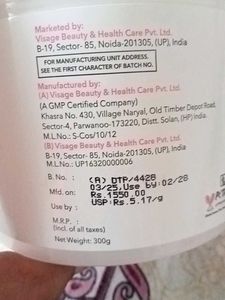 Marketed by:
Visage Beauty & Health Care Pvt. Ltd.
B-19, Sector- 85, Noida-201305, (UP), India
FOR MANUFACTURING UNIT ADDRESS,
SEE THE FIRST CHARACTER OF BATCH NO.
Manufactured by:
(A) Visage Beauty & Health Care Pvt. Ltd.
(A GMP Certified Company)
Khasra No. 430, Village Naryal, Old Timber Depot Road,
Sector-4, Parwanoo-173220, Distt. Solan, (HP) India
M.L.No.: S-Cos/10/12
(B) Visage Beauty & Health Care Pvt. Ltd.
B-19, Sector- 85, Noida-201305, (UP), India
M.L.No.: UP16320000006
B. No. : (A) DTP/442B
Mfd. on: 03/25,Use by:02/28
Use by : Rs.1550.00
USP:Rs.5.17/g
M.R.P. :
(Incl. of all taxes)
Net Weight: 300g